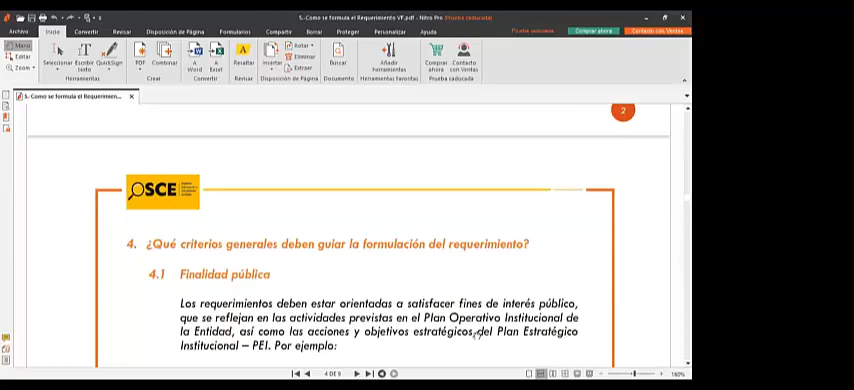 5.-Como se formula el Requerimiento VF.pdf - Nitro Pro (Prueba caducada)
Archivo Inicio Convertir Revisar Disposición de Página Formularios Compartir Borrar Proteger Personalizar Ayuda Prueba caducada Comprar ahora Contacto con Ventas
Mano
Editar
Zoom
Seleccionar Escribir texto QuickSign
PDF Combinar
A Word A Excel
Resaltar
Insertar
Rotar
Eliminar
Extraer
Buscar
Añadir herramientas
Comprar ahora Contacto con Ventas
Herramientas Crear Convertir Revisar Disposición de Página Documento Herramientas favoritas Prueba caducada
5.-Como se formula el Requerimien...
2
OSCE
4. ¿Qué criterios generales deben guiar la formulación del requerimiento?
4.1 Finalidad pública
Los requerimientos deben estar orientadas a satisfacer fines de interés público,
que se reflejan en las actividades previstas en el Plan Operativo Institucional de
la Entidad, así como las acciones y objetivos estratégicos del Plan Estratégico
Institucional – PEI. Por ejemplo:
4 DE 9
160%